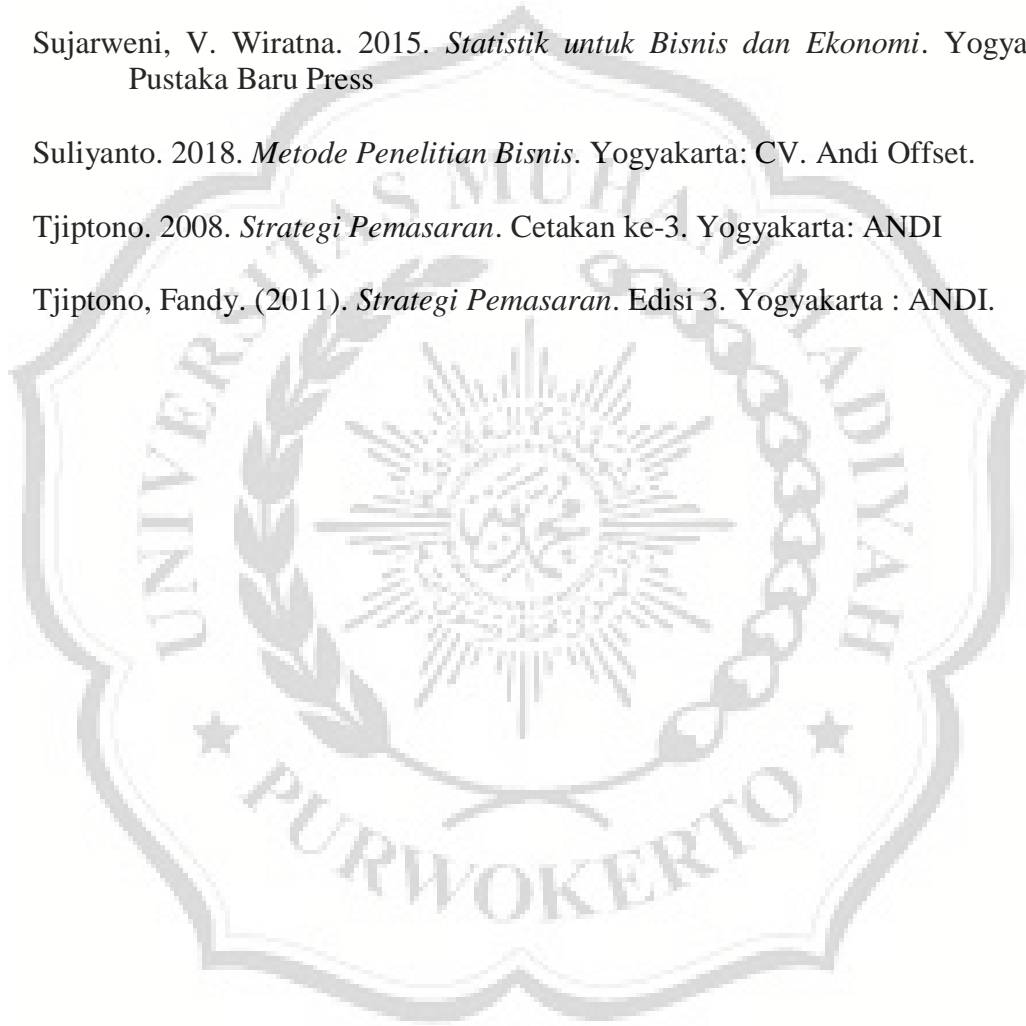 Sujarweni, V. Wiratna. 2015. Statistik untuk Bisnis dan Ekonomi. Yogya
Pustaka Baru Press
Suliyanto. 2018. Metode Penelitian Bisnis. Yogyakarta: CV. Andi Offset.
Tjiptono. 2008. Strategi Pemasaran. Cetakan ke-3. Yogyakarta: ANDI
Tjiptono, Fandy. (2011). Strategi Pemasaran. Edisi 3. Yogyakarta : ANDI.
UNIVERSITAS MUHAMMADIYAH
PURWOKERTO